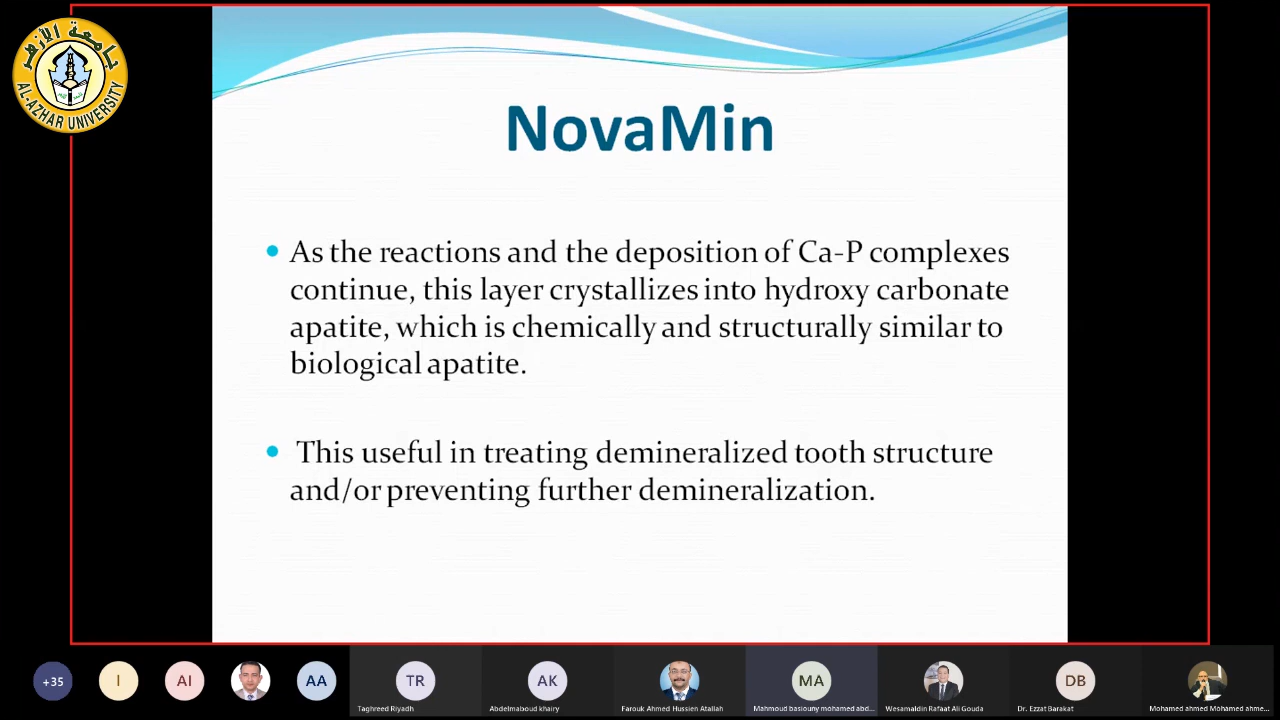 جامعة الأزهر
AL-AZHAR UNIVERSITY
NovaMin
As the reactions and the deposition of Ca-P complexes
continue, this layer crystallizes into hydroxy carbonate
apatite, which is chemically and structurally similar to
biological apatite.
This useful in treating demineralized tooth structure
and/or preventing further demineralization.
+35
I
AI
AA
TR
AK
MA
DB
Taghreed Riyadh
Abdelmaboud khairy
Farouk Ahmed Hussien Atallah
Mahmoud basiouny mohamed abd...
Wesamaldin Rafaat Ali Gouda
Dr. Ezzat Barakat
Mohamed ahmed Mohamed ahme...